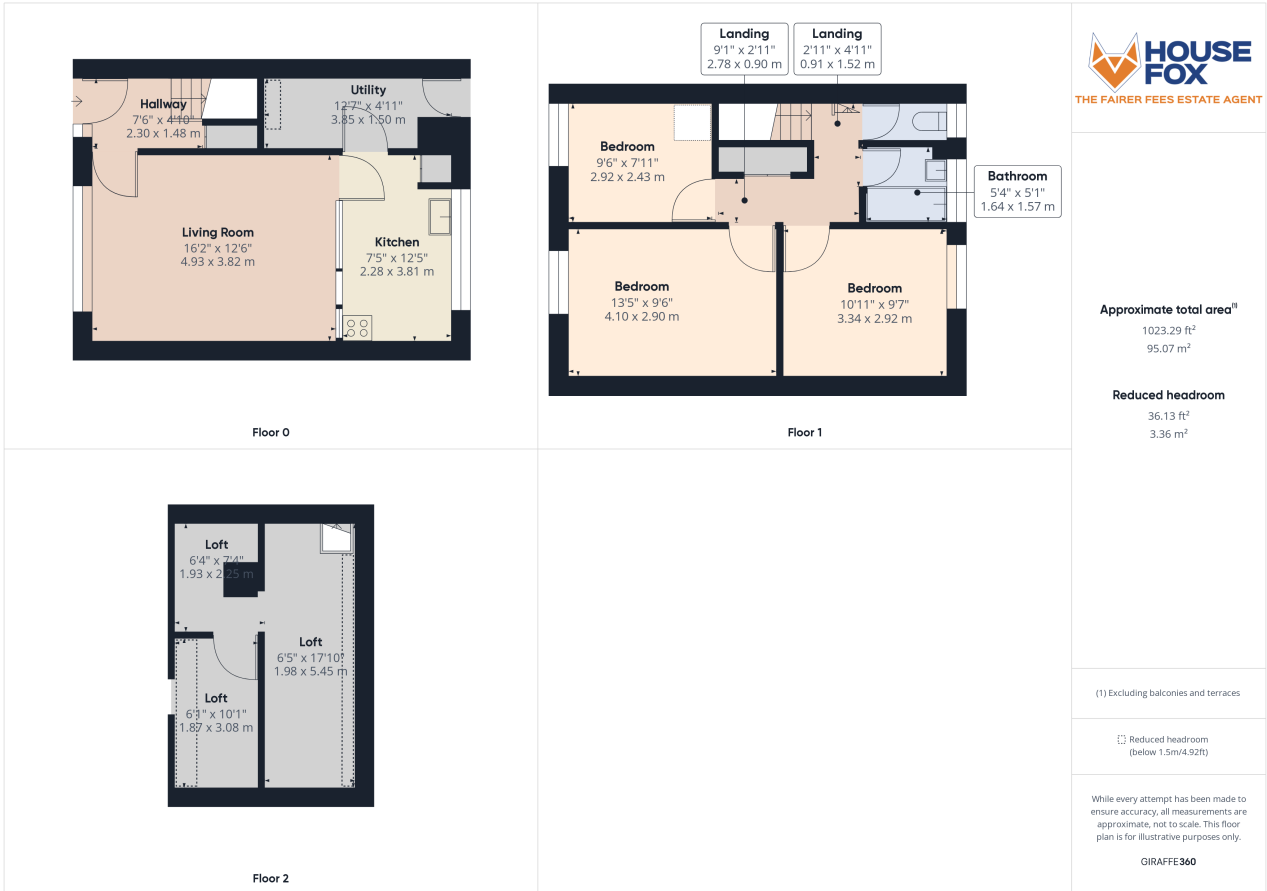 Hallway
7'6" x 4'10"
2.30 x 1.48 m
Utility
12'7" x 4'11"
3.85 x 1.50 m
Living Room
16'2" x 12'6"
4.93 x 3.82 m
Kitchen
7'5" x 12'5"
2.28 x 3.81 m
Floor 0
Landing
9'1" x 2'11"
2.78 x 0.90 m
Landing
2'11" x 4'11"
0.91 x 1.52 m
Bedroom
9'6" x 7'11"
2.92 x 2.43 m
Bathroom
5'4" x 5'1"
1.64 x 1.57 m
Bedroom
13'5" x 9'6"
4.10 x 2.90 m
Bedroom
10'11" x 9'7"
3.34 x 2.92 m
Floor 1
Loft
6'4" x 7'4"
1.93 x 2.25 m
Loft
6'5" x 17'10"
1.98 x 5.45 m
Loft
6'1" x 10'1"
1.87 x 3.08 m
Floor 2
HOUSE
FOX
THE FAIRER FEES ESTATE AGENT
Approximate total area(1)
1023.29 ft²
95.07 m²
Reduced headroom
36.13 ft²
3.36 m²
(1) Excluding balconies and terraces
Reduced headroom
(below 1.5m/4.92ft)
While every attempt has been made to
ensure accuracy, all measurements are
approximate, not to scale. This floor
plan is for illustrative purposes only.
GIRAFFE360